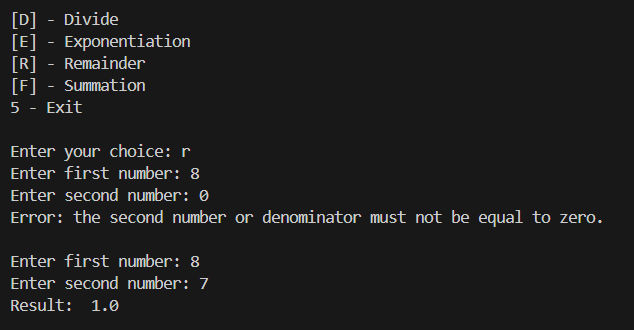 [D] - Divide
[E] - Exponentiation
[R] - Remainder
[F] - Summation
5 - Exit
Enter your choice: r
Enter first number: 8
Enter second number: 0
Error: the second number or denominator must not be equal to zero.
Enter first number: 8
Enter second number: 7
Result:  1.0